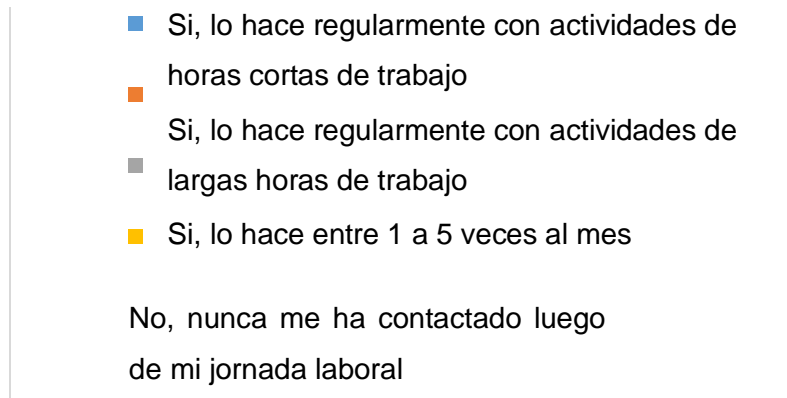 Si, lo hace regularmente con actividades de
horas cortas de trabajo
Si, lo hace regularmente con actividades de
largas horas de trabajo
Si, lo hace entre 1 a 5 veces al mes
No, nunca me ha contactado luego
de mi jornada laboral